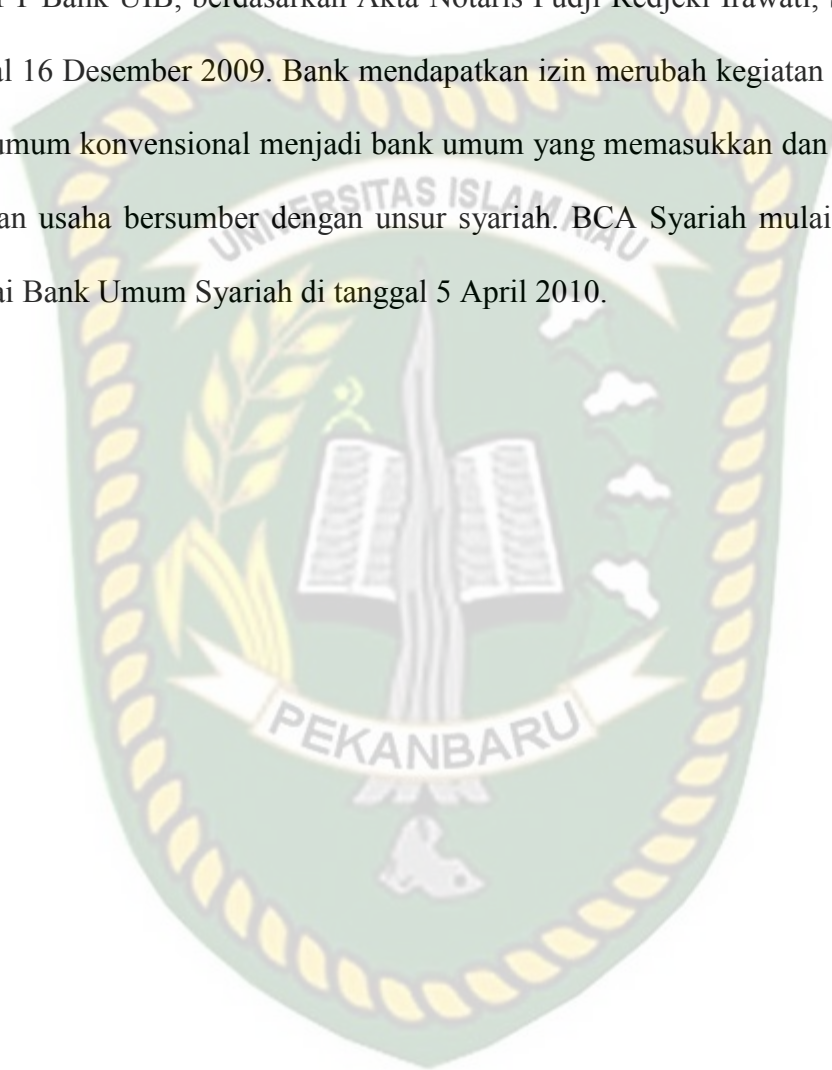 Bank UIB, berdasarkan Akta Notaris Pudji Redjeki Irawati,
al 16 Desember 2009. Bank mendapatkan izin merubah kegiatan
umum konvensional menjadi bank umum yang memasukkan dan
an usaha bersumber dengan unsur syariah. BCA Syariah mulai
ai Bank Umum Syariah di tanggal 5 April 2010.
UNIVERSITAS ISLAM RIAU
PEKANBARU